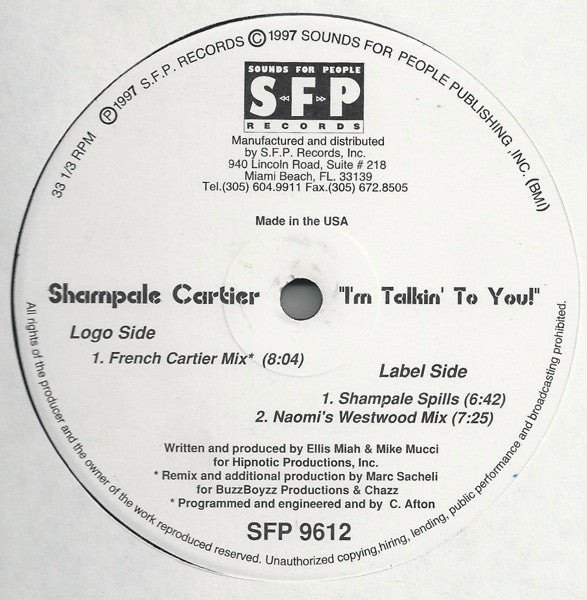 33 1/3 RPM Ⓟ1997 S.F.P. RECORDS ©1997 SOUNDS FOR PEOPLE PUBLISHING ,INC. (BMI)
SOUNDS FOR PEOPLE
SFP
RECORDS
Manufactured and distributed
by S.F.P. Records, Inc.
940 Lincoln Road, Suite # 218
Miami Beach, FL. 33139
Tel.(305) 604.9911 Fax.(305) 672.8505
Made in the USA
Shampale Cartier "I'm Talkin' To You!"
Logo Side
1. French Cartier Mix* (8:04)
Label Side
1. Shampale Spills (6:42)
2. Naomi's Westwood Mix (7:25)
Written and produced by Ellis Miah & Mike Mucci
for Hipnotic Productions, Inc.
* Remix and additional production by Marc Sacheli
for BuzzBoyzz Productions & Chazz
* Programmed and engineered and by C. Afton
SFP 9612
All rights of the producer and the owner of the work reproduced reserved. Unauthorized copying,hiring, lending, public performance and broadcasting prohibited.